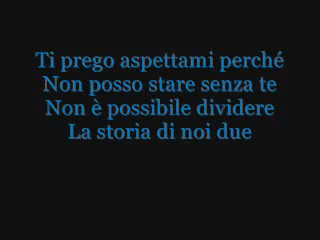 Ti prego aspettami perché
Non posso stare senza te
Non è possibile dividere
La storia di noi due